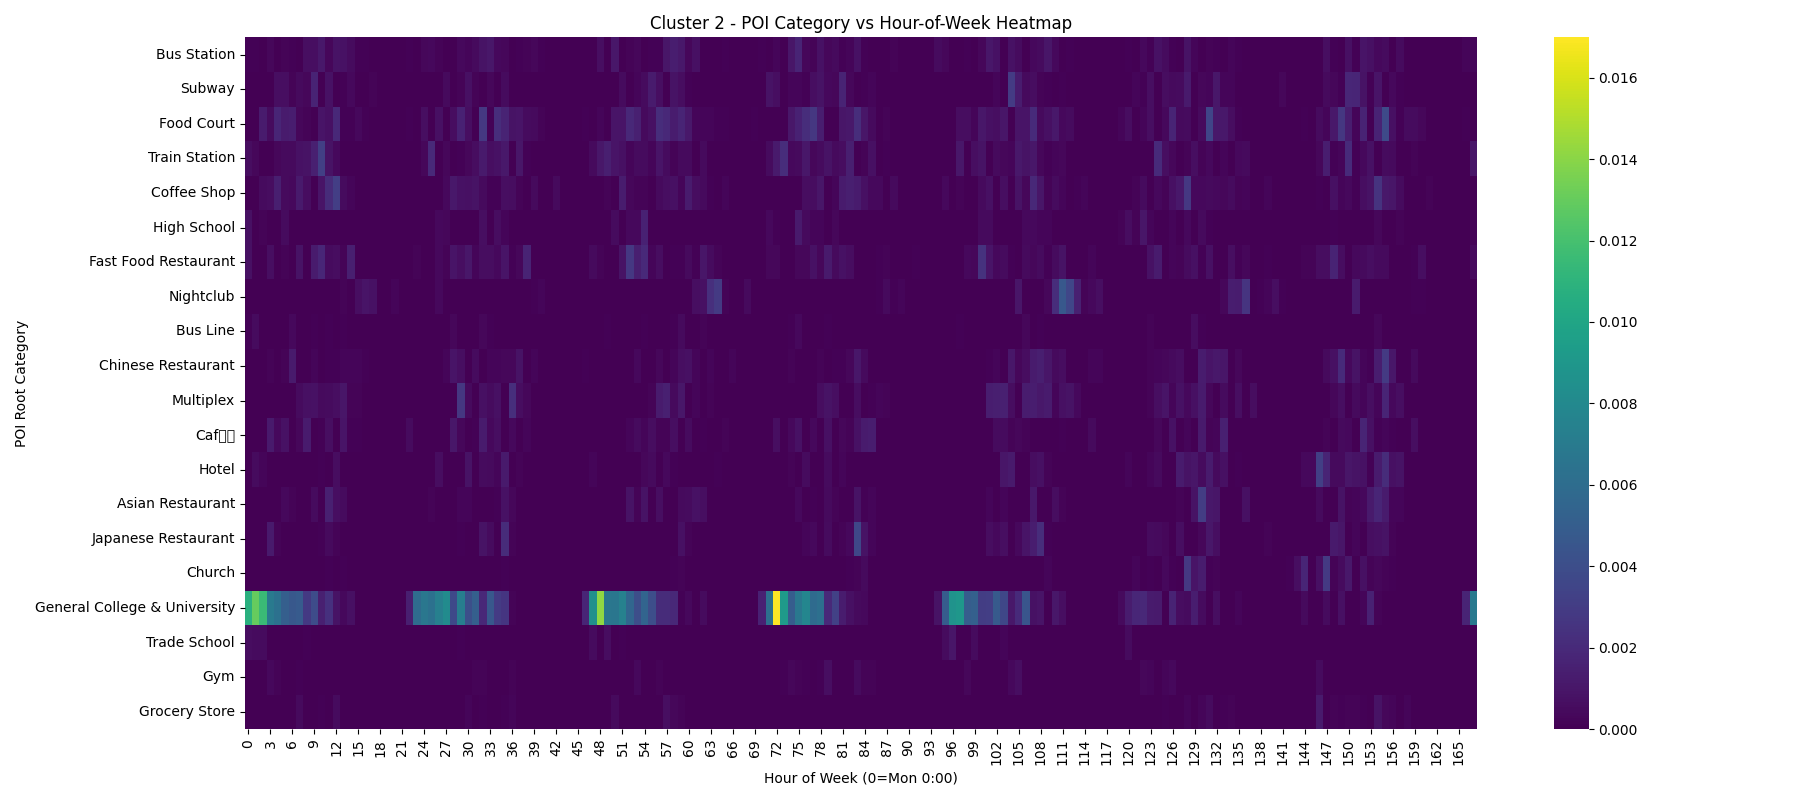 Cluster 2 - POI Category vs Hour-of-Week Heatmap
POI Root Category
Bus Station
Subway
Food Court
Train Station
Coffee Shop
High School
Fast Food Restaurant
Nightclub
Bus Line
Chinese Restaurant
Multiplex
Caf▯▯
Hotel
Asian Restaurant
Japanese Restaurant
Church
General College & University
Trade School
Gym
Grocery Store
0 3 6 9 12 15 18 21 24 27 30 33 36 39 42 45 48 51 54 57 60 63 66 69 72 75 78 81 84 87 90 93 96 99 102 105 108 111 114 117 120 123 126 129 132 135 138 141 144 147 150 153 156 159 162 165
Hour of Week (0=Mon 0:00)
0.016
0.014
0.012
0.010
0.008
0.006
0.004
0.002
0.000